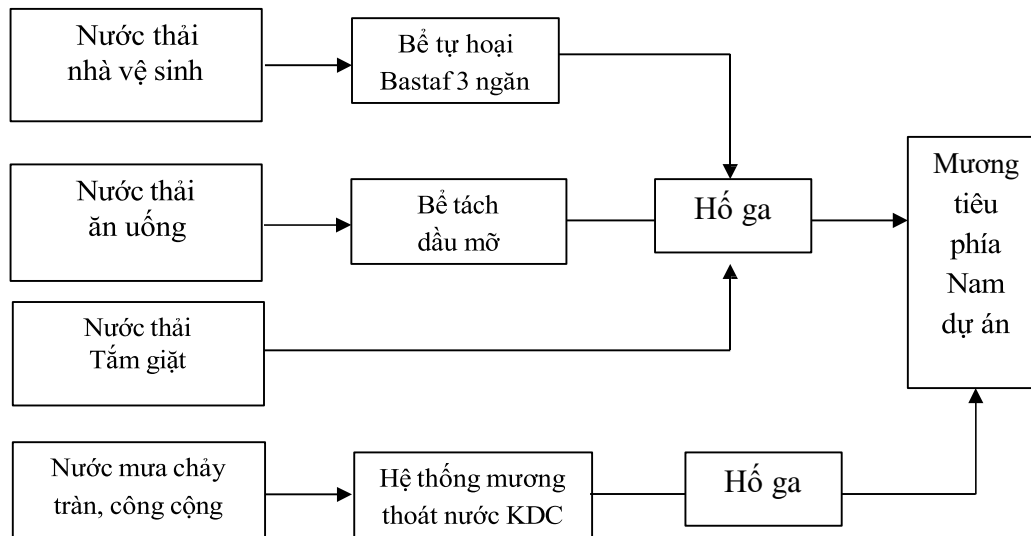 Nước thải
nhà vệ sinh
Bể tự hoại
Bastaf 3 ngăn
Nước thải
ăn uống
Bể tách
dầu mỡ
Hố ga
Mương
tiêu
phía
Nam
dự án
Nước thải
Tắm giặt
Nước mưa chảy
tràn, công cộng
Hệ thống mương
thoát nước KDC
Hố ga